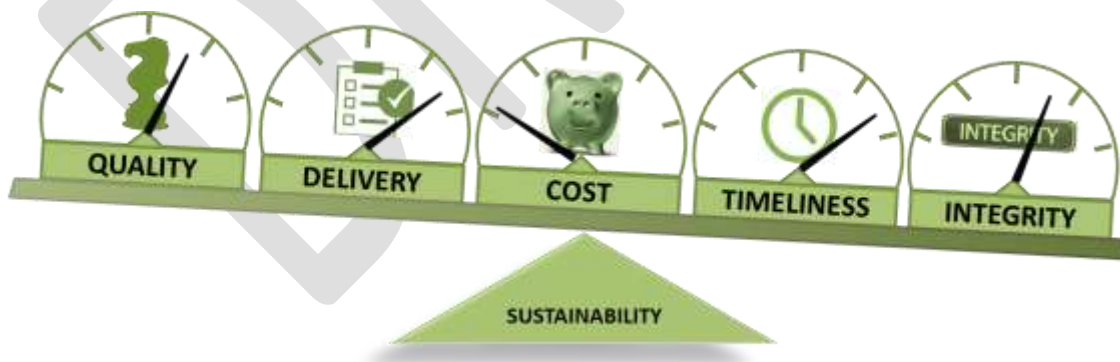 INTEGRITY
QUALITY
DELIVERY
COST
TIMELINESS
INTEGRITY
SUSTAINABILITY